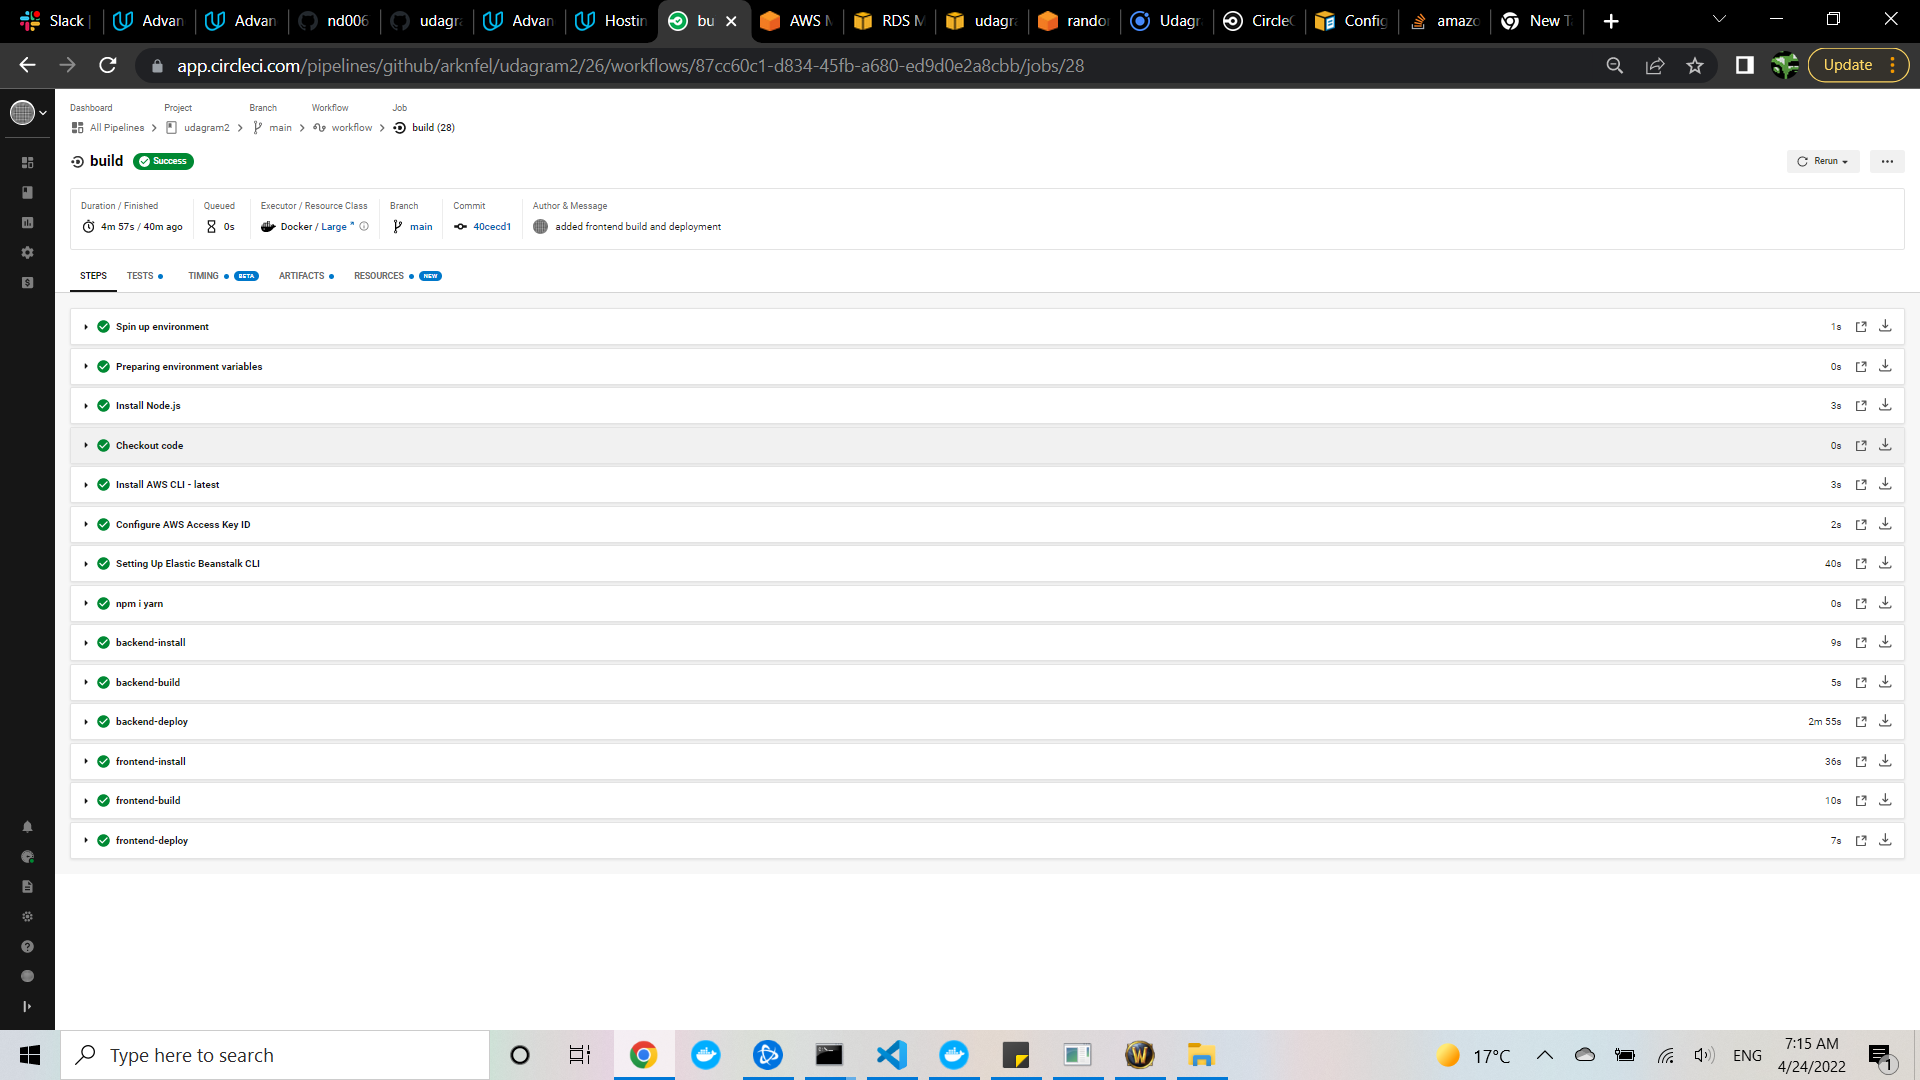 Slack
Advan
Advan
nd006
udagra
Advan
Hostin
bu
AWS M
RDS M
udagra
rando
Udagr
CircleC
Config
amazo
New T
app.circleci.com/pipelines/github/arknfel/udagram2/26/workflows/87cc60c1-d834-45fb-a680-ed9d0e2a8cbb/jobs/28
Update
Dashboard Project Branch Workflow Job
All Pipelines udagram2 main workflow build (28)
build Success
Rerun
Duration / Finished Queued Executor / Resource Class Branch Commit Author & Message
4m 57s / 40m ago 0s Docker / Large main 40cecd1 added frontend build and deployment
STEPS TESTS TIMING BETA ARTIFACTS RESOURCES NEW
Spin up environment 1s
Preparing environment variables 0s
Install Node.js 3s
Checkout code 0s
Install AWS CLI - latest 3s
Configure AWS Access Key ID 2s
Setting Up Elastic Beanstalk CLI 40s
npm i yarn 0s
backend-install 9s
backend-build 5s
backend-deploy 2m 55s
frontend-install 36s
frontend-build 10s
frontend-deploy 7s
Type here to search
17°C
ENG
7:15 AM
4/24/2022
1